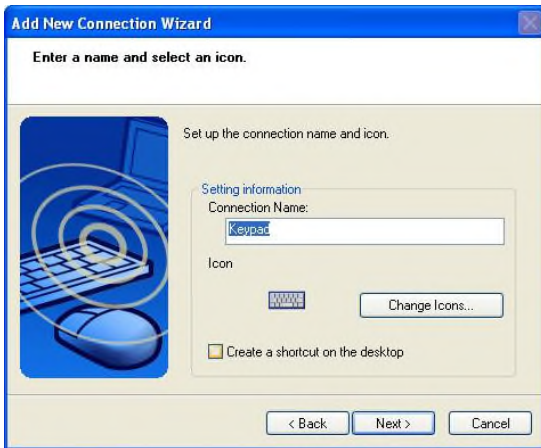 Add New Connection Wizard
Enter a name and select an icon.
Set up the connection name and icon.
Setting information
Connection Name:
Keypad
Icon
Change Icons...
Create a shortcut on the desktop
< Back Next > Cancel